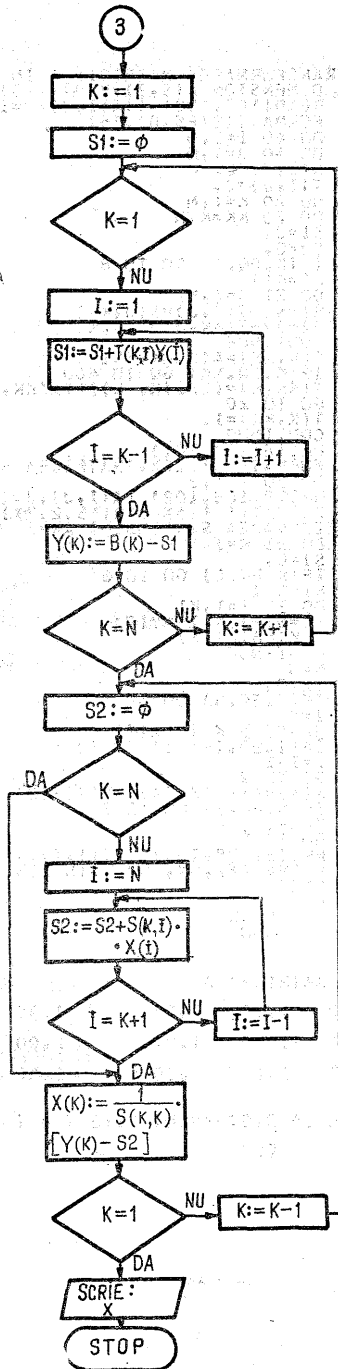 3
K:=1
S1:=φ
K=1
NU
I:=1
S1:=S1+T(K,I)Y(I)
I=K-1
NU
I:=I+1
DA
Y(K):=B(K)-S1
K=N
NU
K:=K+1
DA
S2:=φ
DA
K=N
NU
I:=N
S2:=S2+S(K,I)·
·X(I)
I=K+1
NU
I:=I-1
DA
X(K):= 1/S(K,K) ·
[Y(K)-S2]
K=1
NU
K:=K-1
DA
SCRIE:
X
STOP